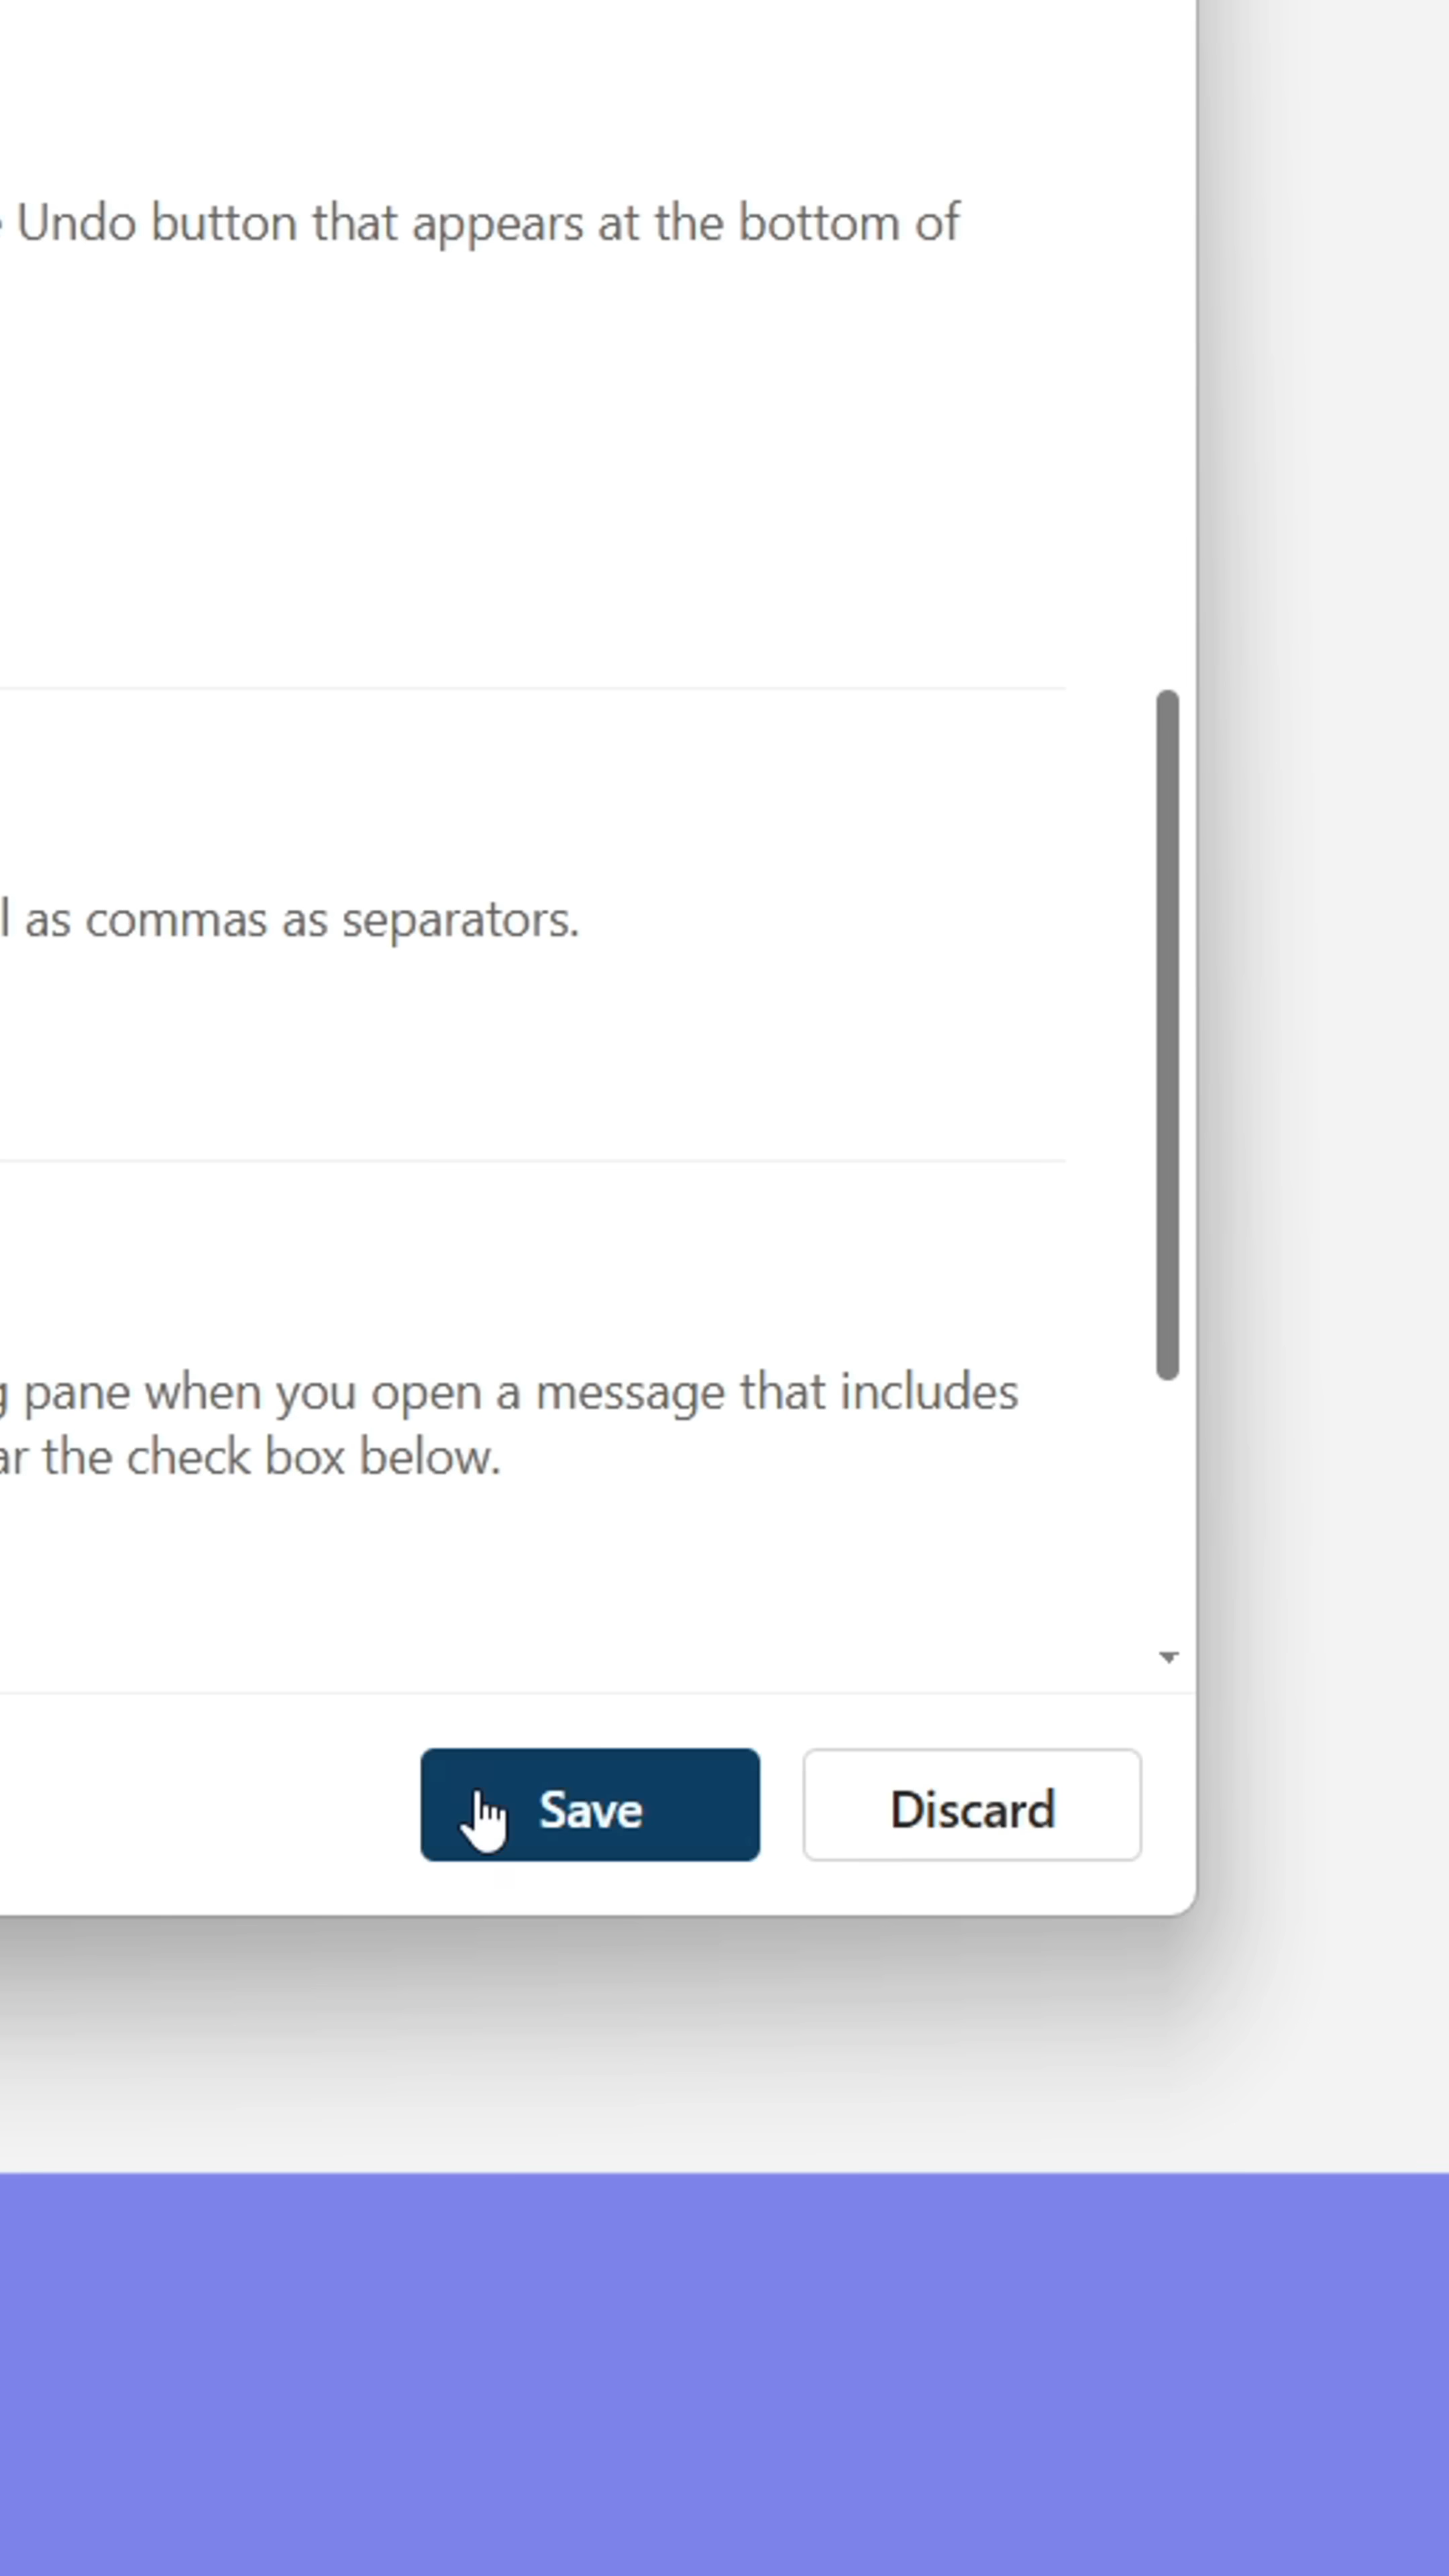 Undo button that appears at the bottom of
as commas as separators.
pane when you open a message that includes
the check box below.
Save
Discard